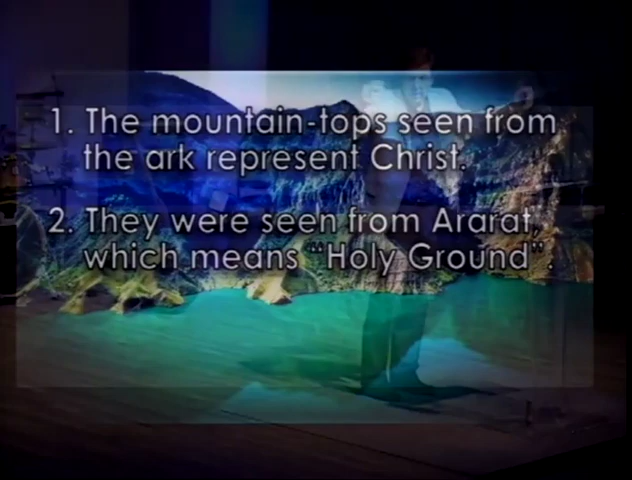 1. The mountain-tops seen from
the ark represent Christ.
2. They were seen from Ararat,
which means "Holy Ground".